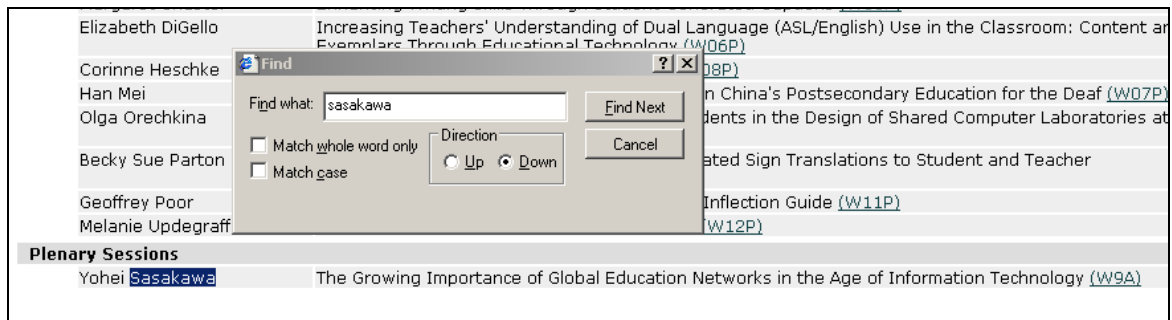 Elizabeth DiGello Increasing Teachers' Understanding of Dual Language (ASL/English) Use in the Classroom: Content
Exemplars Through Educational Technology (W06P)
Find
? X
Corinne Heschke 08P)
Han Mei n China's Postsecondary Education for the Deaf (W07P)
Find what: sasakawa Find Next
Olga Orechkina dents in the Design of Shared Computer Laboratories at
Match whole word only Direction Cancel
Becky Sue Parton Up Down ated Sign Translations to Student and Teacher
Match case
Geoffrey Poor Inflection Guide (W11P)
Melanie Updegraff (W12P)
Plenary Sessions
Yohei Sasakawa The Growing Importance of Global Education Networks in the Age of Information Technology (W9A)